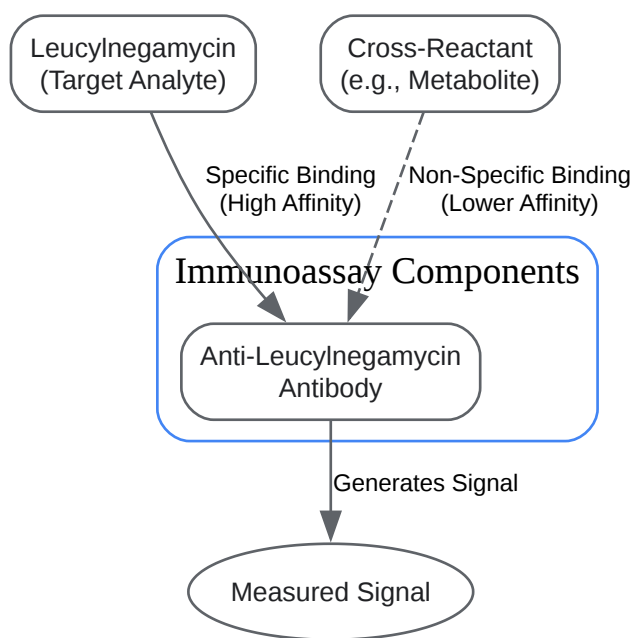 Leucylnegamycin
(Target Analyte)
Cross-Reactant
(e.g., Metabolite)
Specific Binding
(High Affinity)
Non-Specific Binding
(Lower Affinity)
Immunoassay Components
Anti-Leucylnegamycin
Antibody
Generates Signal
Measured Signal